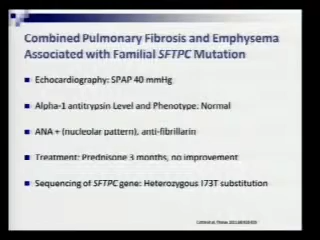 Combined Pulmonary Fibrosis and Emphysema
Associated with Familial SFTPC Mutation
Echocardiography: SPAP 40 mmHg
Alpha-1 antitrypsin Level and Phenotype: Normal
ANA + (nucleolar pattern), anti-fibrillarin
Treatment: Prednisone 3 months, no improvement
Sequencing of SFTPC gene: Heterozygous I73T substitution